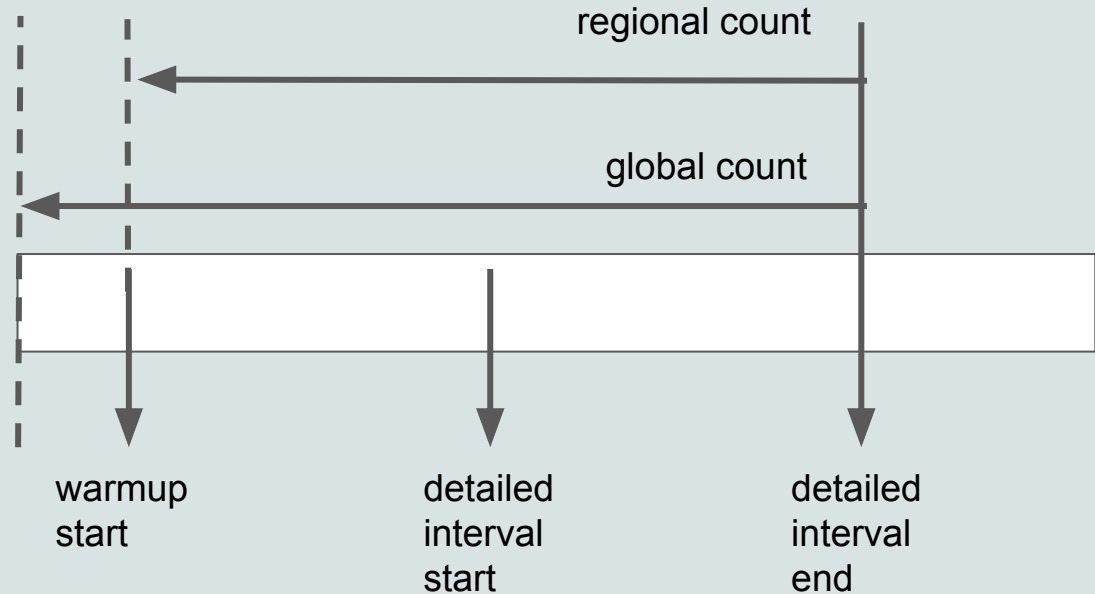 regional count
global count
warmup
start
detailed
interval
start
detailed
interval
end